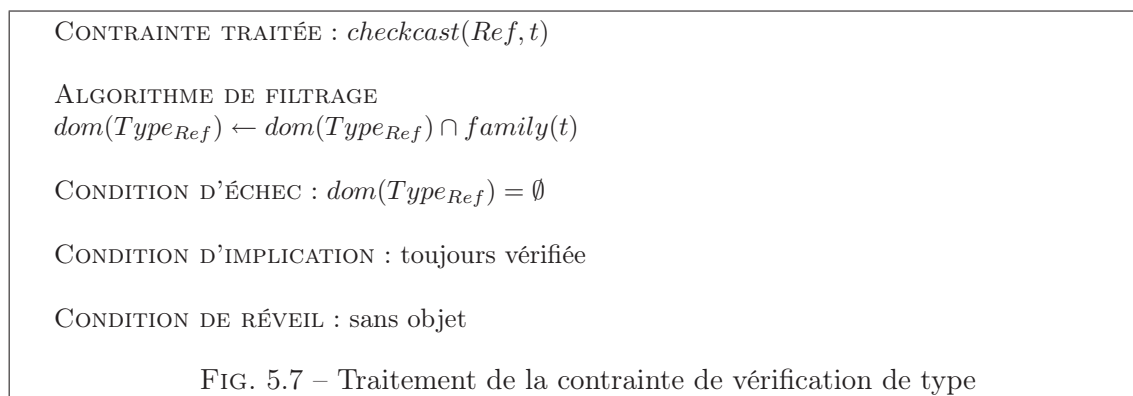 CONTRAINTE TRAITÉE : checkcast(Ref, t)
ALGORITHME DE FILTRAGE
dom(Type_Ref) ← dom(Type_Ref) ∩ family(t)
CONDITION D'ÉCHEC : dom(Type_Ref) = ∅
CONDITION D'IMPLICATION : toujours vérifiée
CONDITION DE RÉVEIL : sans objet
FIG. 5.7 – Traitement de la contrainte de vérification de type